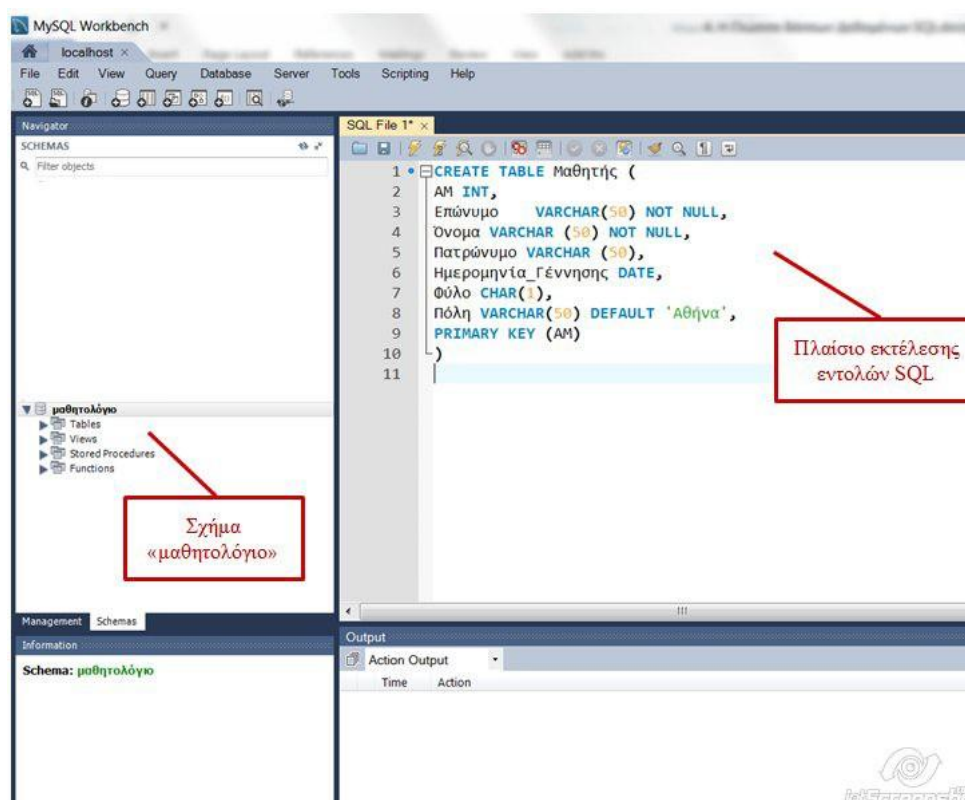 MySQL Workbench
localhost ×
File Edit View Query Database Server Tools Scripting Help
Navigator
SCHEMAS
Filter objects
μαθητολόγιο
Tables
Views
Stored Procedures
Functions
Σχήμα
«μαθητολόγιο»
Management Schemas
Information
Schema: μαθητολόγιο
SQL File 1* ×
1 CREATE TABLE Μαθητής (
2 ΑΜ INT,
3 Επώνυμο VARCHAR(50) NOT NULL,
4 Όνομα VARCHAR (50) NOT NULL,
5 Πατρώνυμο VARCHAR (50),
6 Ημερομηνία_Γέννησης DATE,
7 Φύλο CHAR(1),
8 Πόλη VARCHAR(50) DEFAULT 'Αθήνα',
9 PRIMARY KEY (ΑΜ)
10 )
11
Πλαίσιο εκτέλεσης
εντολών SQL
Output
Action Output
Time Action